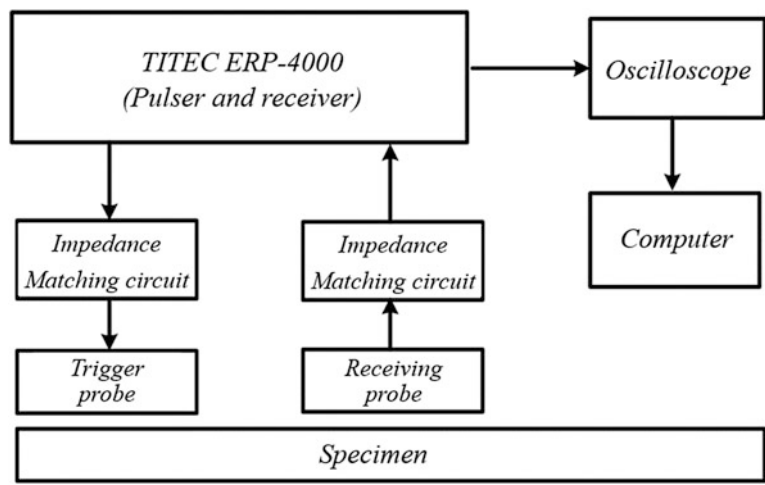 TITEC ERP-4000
(Pulser and receiver)
Oscilloscope
Computer
Impedance
Matching circuit
Impedance
Matching circuit
Trigger
probe
Receiving
probe
Specimen